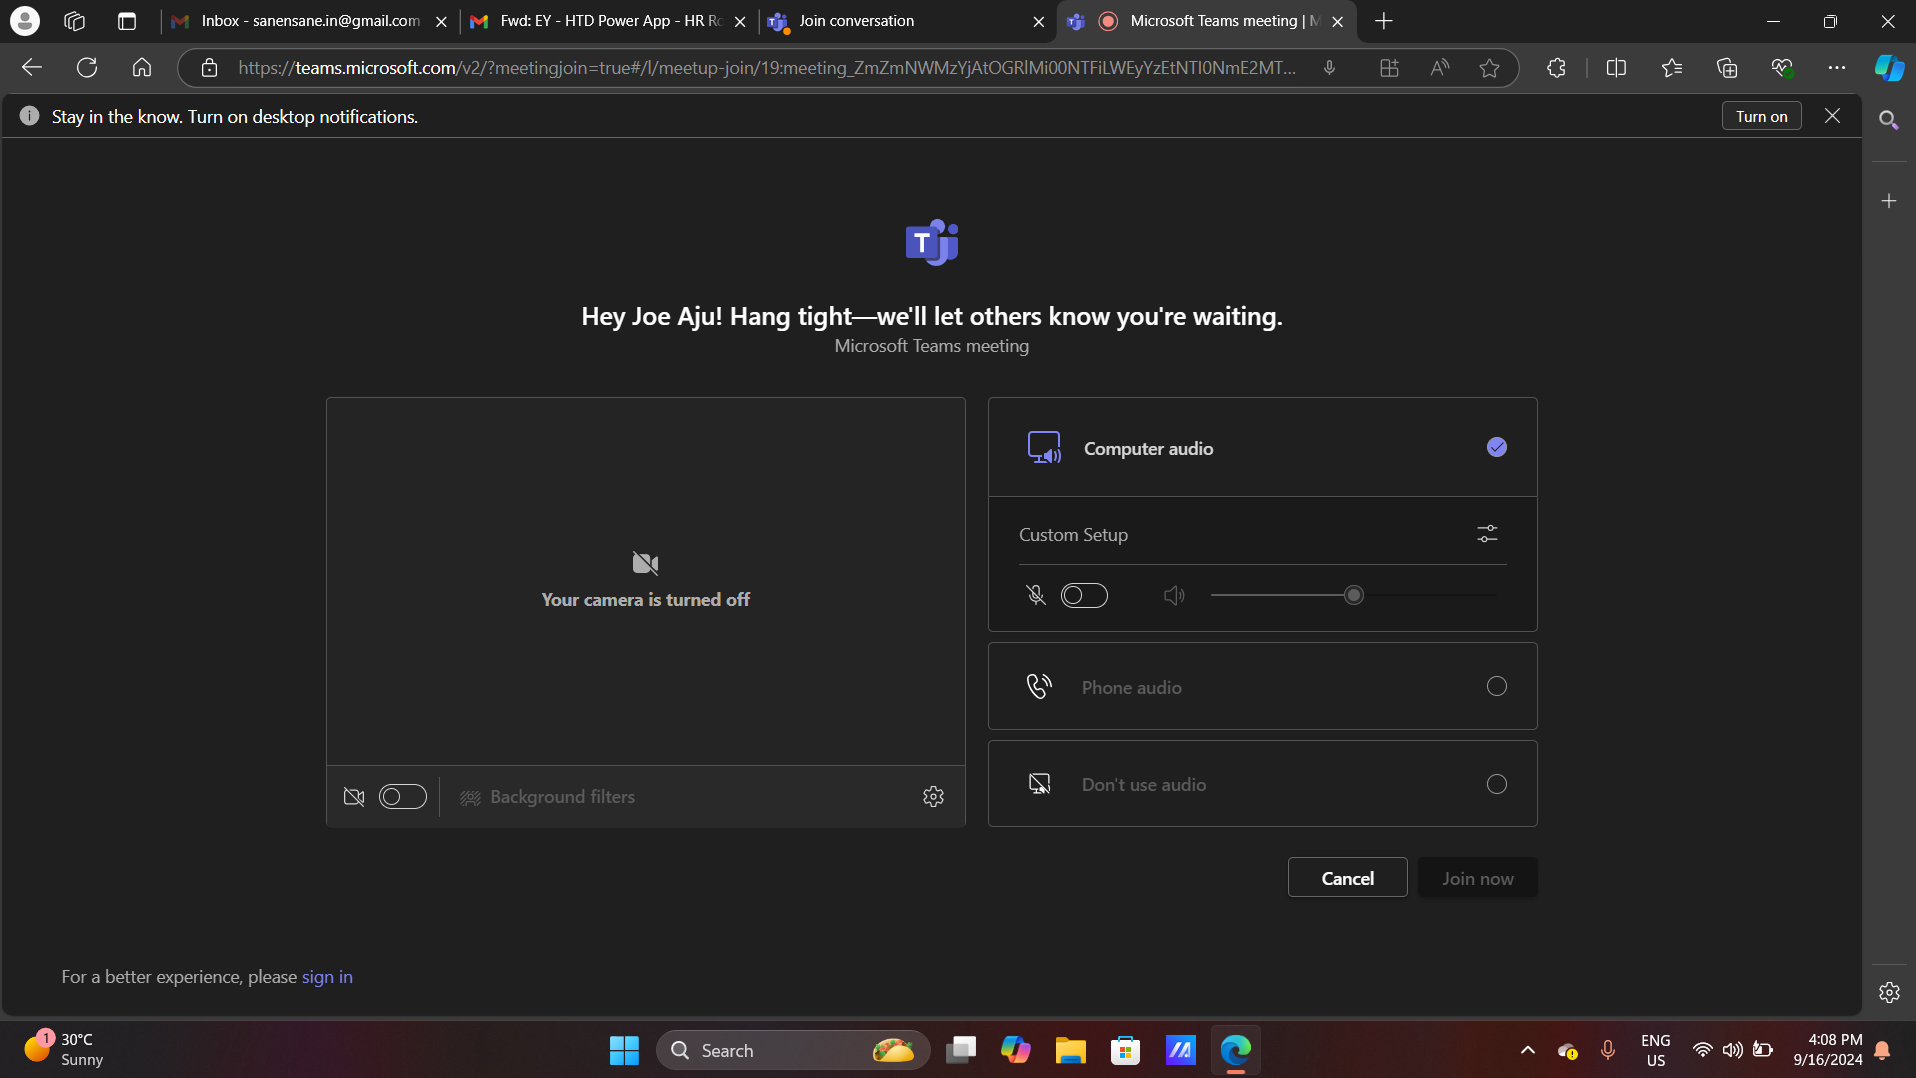 Inbox - sanensane.in@gmail.com
Fwd: EY - HTD Power App - HR Ro
Join conversation
Microsoft Teams meeting | M
https://teams.microsoft.com/v2/?meetingjoin=true#/l/meetup-join/19:meeting_ZmZmNWMzYjAtOGRlMi00NTFiLWEyYzEtNTI0NmE2MT...
Stay in the know. Turn on desktop notifications.
Turn on
T
Hey Joe Aju! Hang tight—we'll let others know you're waiting.
Microsoft Teams meeting
Your camera is turned off
Background filters
Computer audio
Custom Setup
Phone audio
Don't use audio
Cancel
Join now
For a better experience, please sign in
1
30°C
Sunny
Search
ENG
US
4:08 PM
9/16/2024